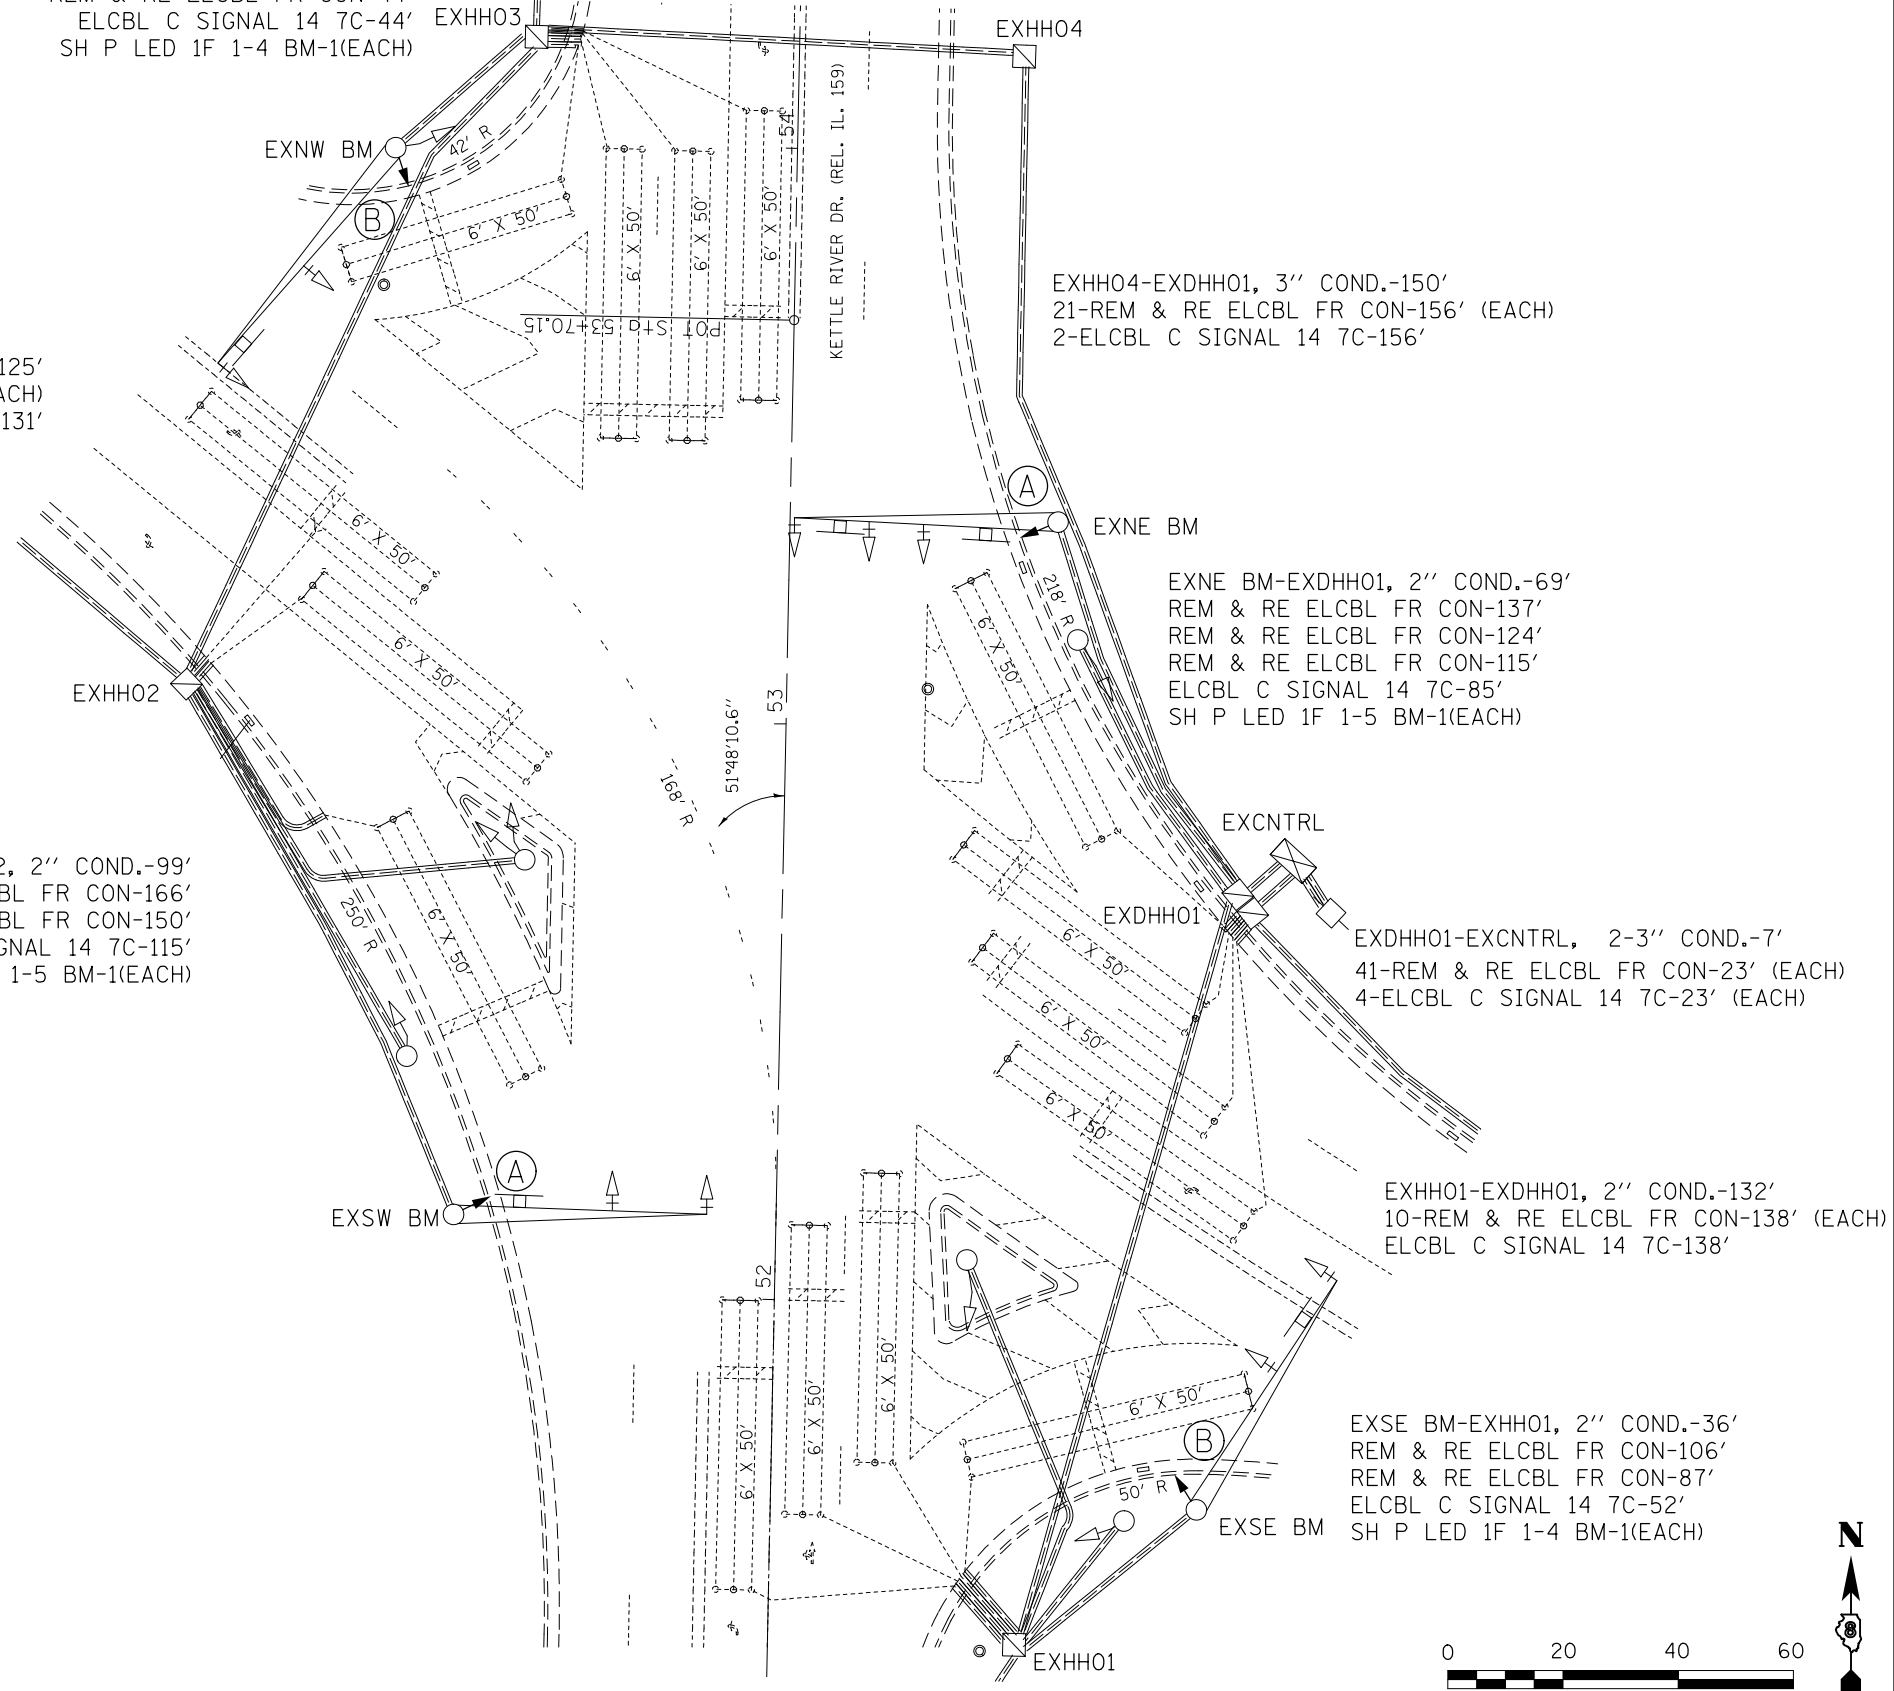 ELCBL C SIGNAL 14 7C-44'
SH P LED 1F 1-4 BM-1(EACH)
EXHH03
EXHH04
EXNW BM
42' R
B
6' X 50'
6' X 50'
6' X 50'
6' X 50'
54
KETTLE RIVER DR. (REL. IL. 159)
POT Sta 53+70.15
EXHH04-EXDHH01, 3'' COND.-150'
21-REM & RE ELCBL FR CON-156' (EACH)
2-ELCBL C SIGNAL 14 7C-156'
125'
ACH)
131'
A
EXNE BM
EXNE BM-EXDHH01, 2'' COND.-69'
REM & RE ELCBL FR CON-137'
REM & RE ELCBL FR CON-124'
REM & RE ELCBL FR CON-115'
ELCBL C SIGNAL 14 7C-85'
SH P LED 1F 1-5 BM-1(EACH)
6' X 50'
6' X 50'
218' R
6' X 50'
EXHH02
53
51°48'10.6''
168' R
EXCNTRL
EXDHH01
EXDHH01-EXCNTRL, 2-3'' COND.-7'
41-REM & RE ELCBL FR CON-23' (EACH)
4-ELCBL C SIGNAL 14 7C-23' (EACH)
2, 2'' COND.-99'
CBL FR CON-166'
CBL FR CON-150'
GNAL 14 7C-115'
1-5 BM-1(EACH)
250' R
6' X 50'
6' X 50'
6' X 50'
6' X 50'
A
EXSW BM
EXHH01-EXDHH01, 2'' COND.-132'
10-REM & RE ELCBL FR CON-138' (EACH)
ELCBL C SIGNAL 14 7C-138'
52
6' X 50'
6' X 50'
6' X 50'
6' X 50'
B
50' R
EXSE BM
EXSE BM-EXHH01, 2'' COND.-36'
REM & RE ELCBL FR CON-106'
REM & RE ELCBL FR CON-87'
ELCBL C SIGNAL 14 7C-52'
SH P LED 1F 1-4 BM-1(EACH)
EXHH01
N
8
0 20 40 60